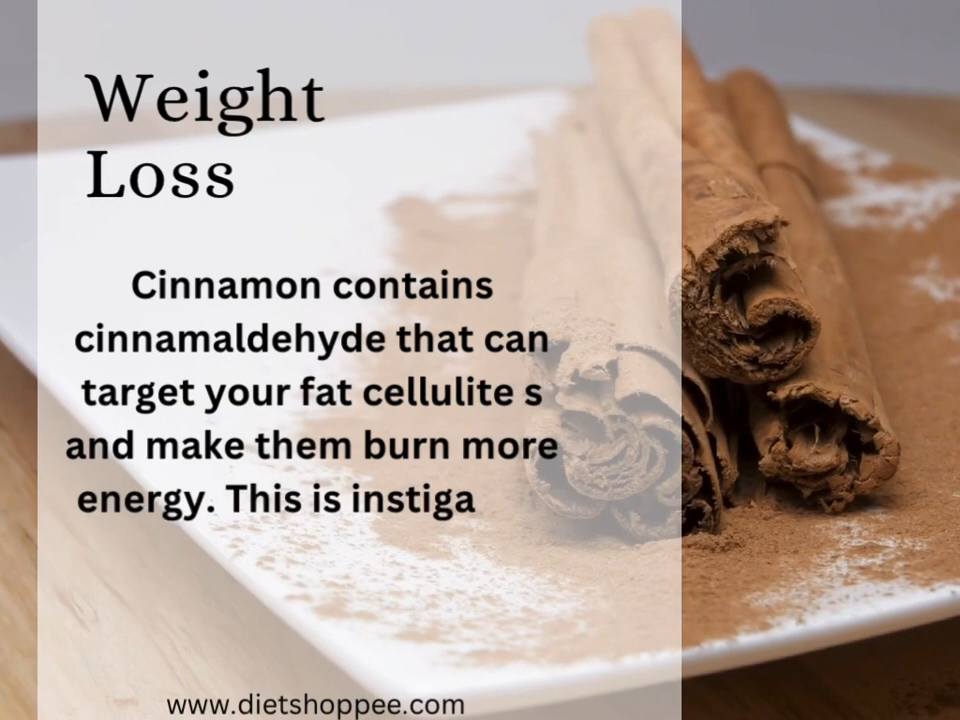 Weight
Loss
Cinnamon contains
cinnamaldehyde that can
target your fat cellulite s
and make them burn more
energy. This is instiga
www.dietshoppee.com